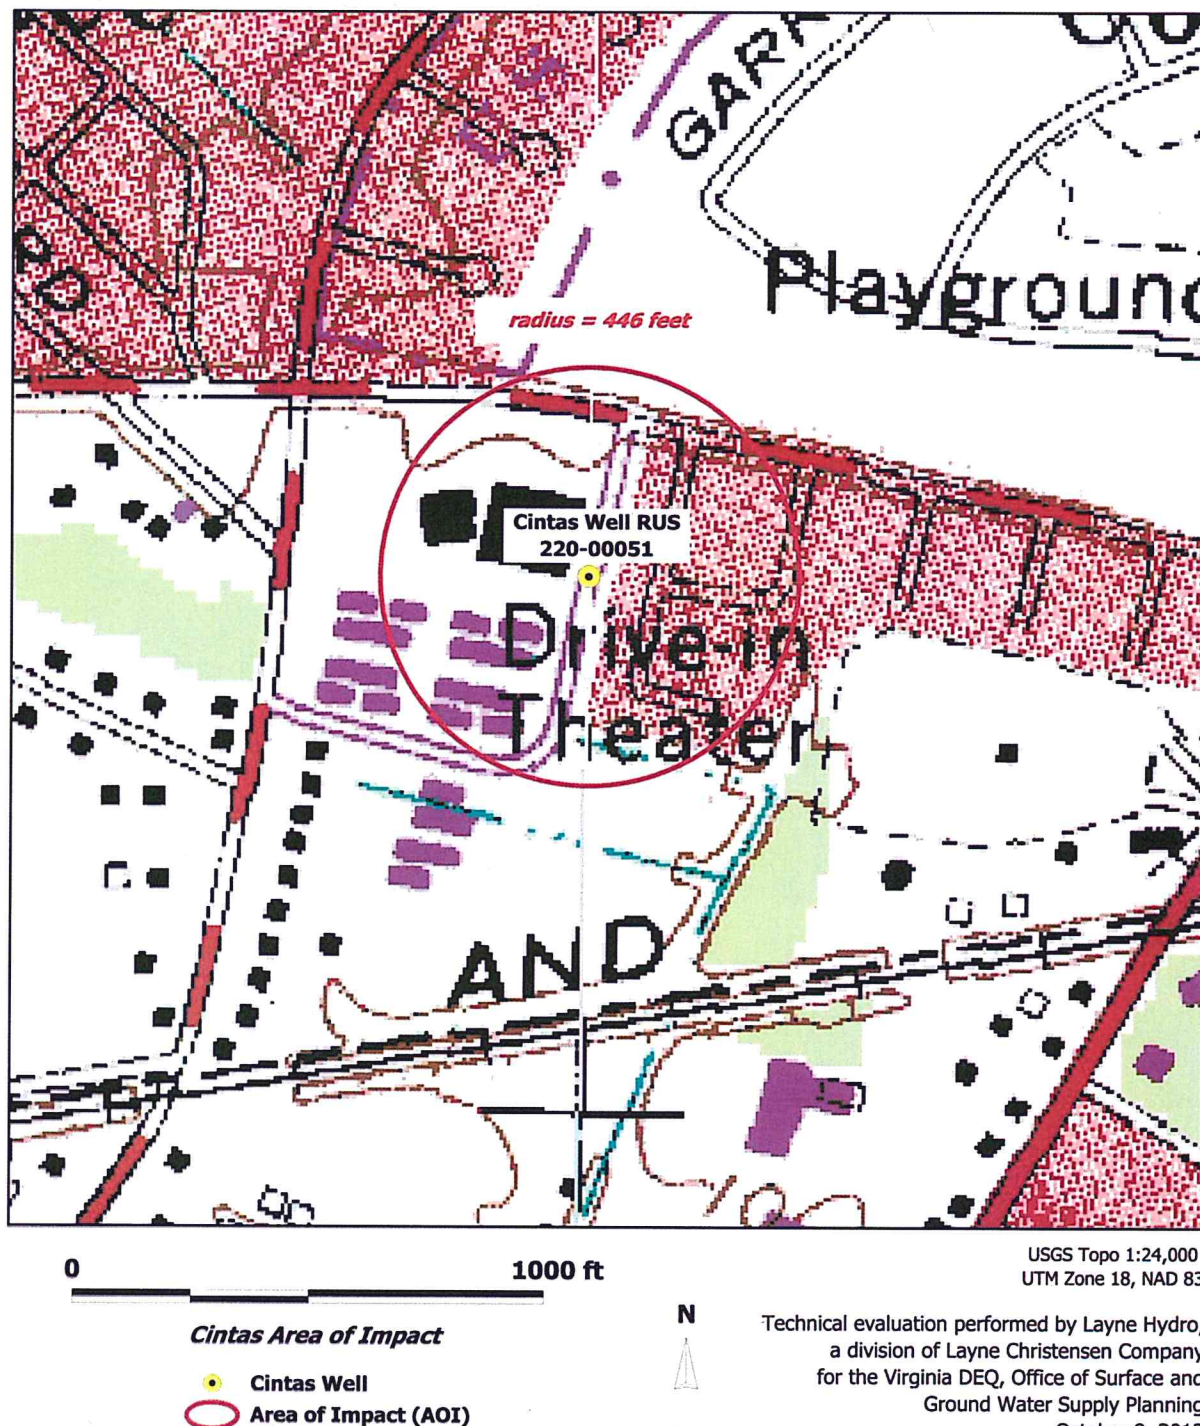 GAR
radius = 446 feet
Playground
Cintas Well RUS
220-00051
Drive-in
Theater
AND
0 1000 ft
USGS Topo 1:24,000
UTM Zone 18, NAD 83
Cintas Area of Impact
N
Technical evaluation performed by Layne Hydro,
a division of Layne Christensen Company
for the Virginia DEQ, Office of Surface and
Ground Water Supply Planning
Cintas Well
Area of Impact (AOI)